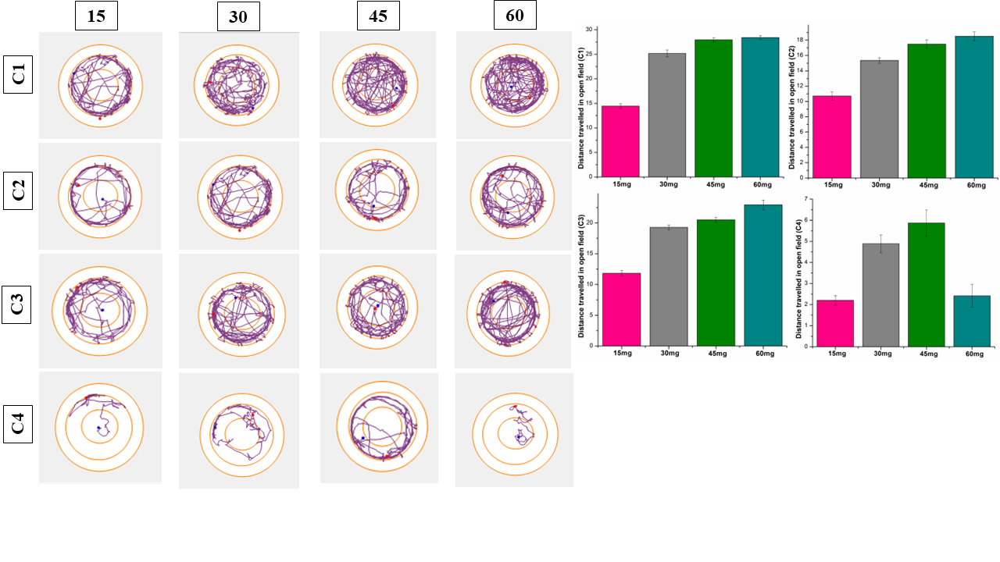 15
30
45
60
C1
C2
C3
C4
Distance travelled in open field (C1)
30
25
20
15
10
5
0
15mg 30mg 45mg 60mg
Distance travelled in open field (C2)
18
16
14
12
10
8
6
4
2
0
15mg 30mg 45mg 60mg
Distance travelled in open field (C3)
20
15
10
5
0
15mg 30mg 45mg 60mg
Distance travelled in open field (C4)
7
6
5
4
3
2
1
0
15mg 30mg 45mg 60mg